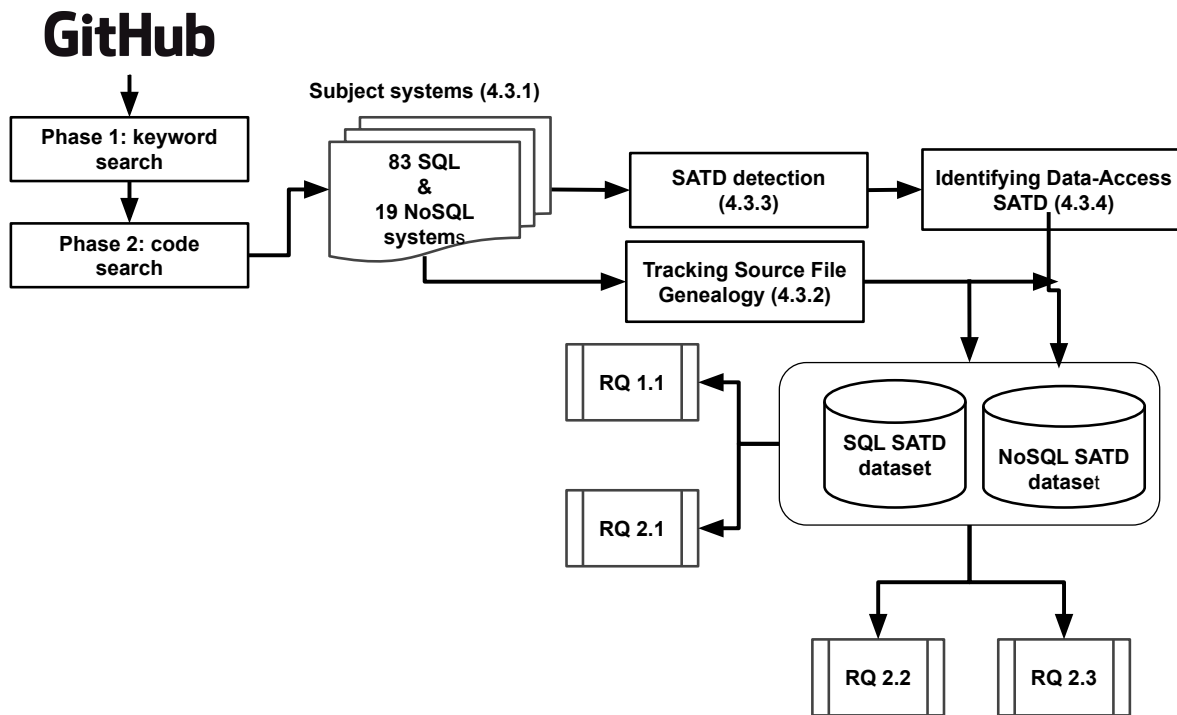 GitHub
Phase 1: keyword
search
Phase 2: code
search
Subject systems (4.3.1)
83 SQL
&
19 NoSQL
systems
SATD detection
(4.3.3)
Identifying Data-Access
SATD (4.3.4)
Tracking Source File
Genealogy (4.3.2)
RQ 1.1
RQ 2.1
SQL SATD
dataset
NoSQL SATD
dataset
RQ 2.2
RQ 2.3